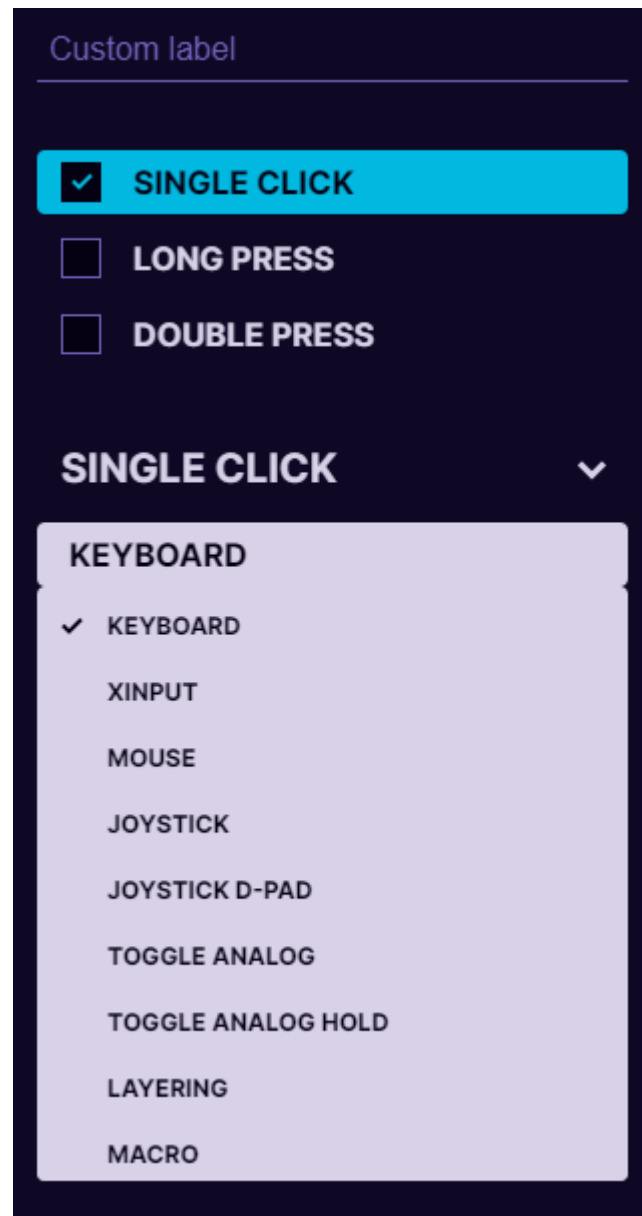 Custom label
SINGLE CLICK
LONG PRESS
DOUBLE PRESS
SINGLE CLICK
KEYBOARD
KEYBOARD
XINPUT
MOUSE
JOYSTICK
JOYSTICK D-PAD
TOGGLE ANALOG
TOGGLE ANALOG HOLD
LAYERING
MACRO